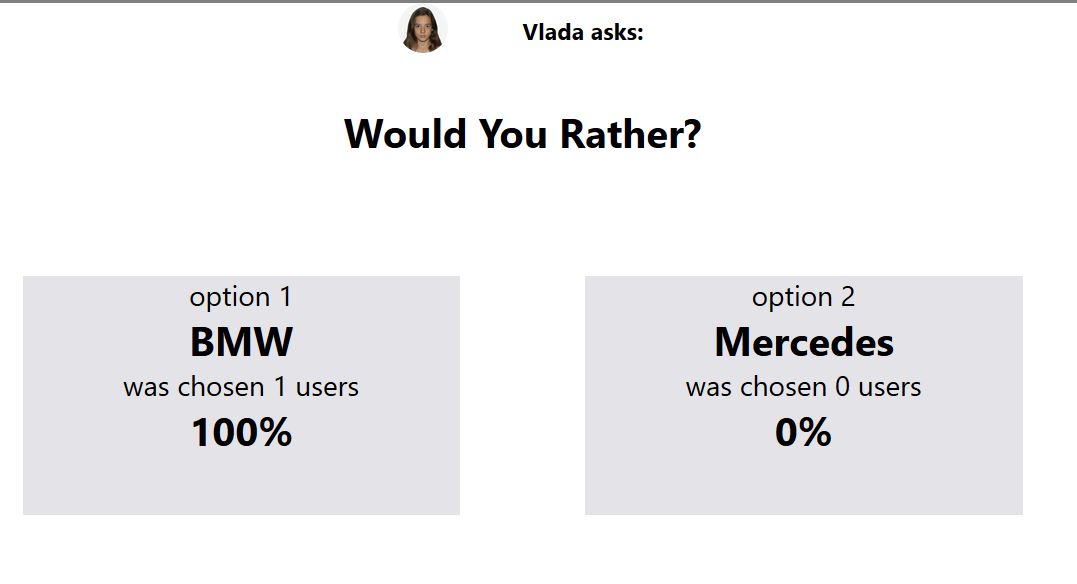 Vlada asks:
Would You Rather?
option 1
BMW
was chosen 1 users
100%
option 2
Mercedes
was chosen 0 users
0%